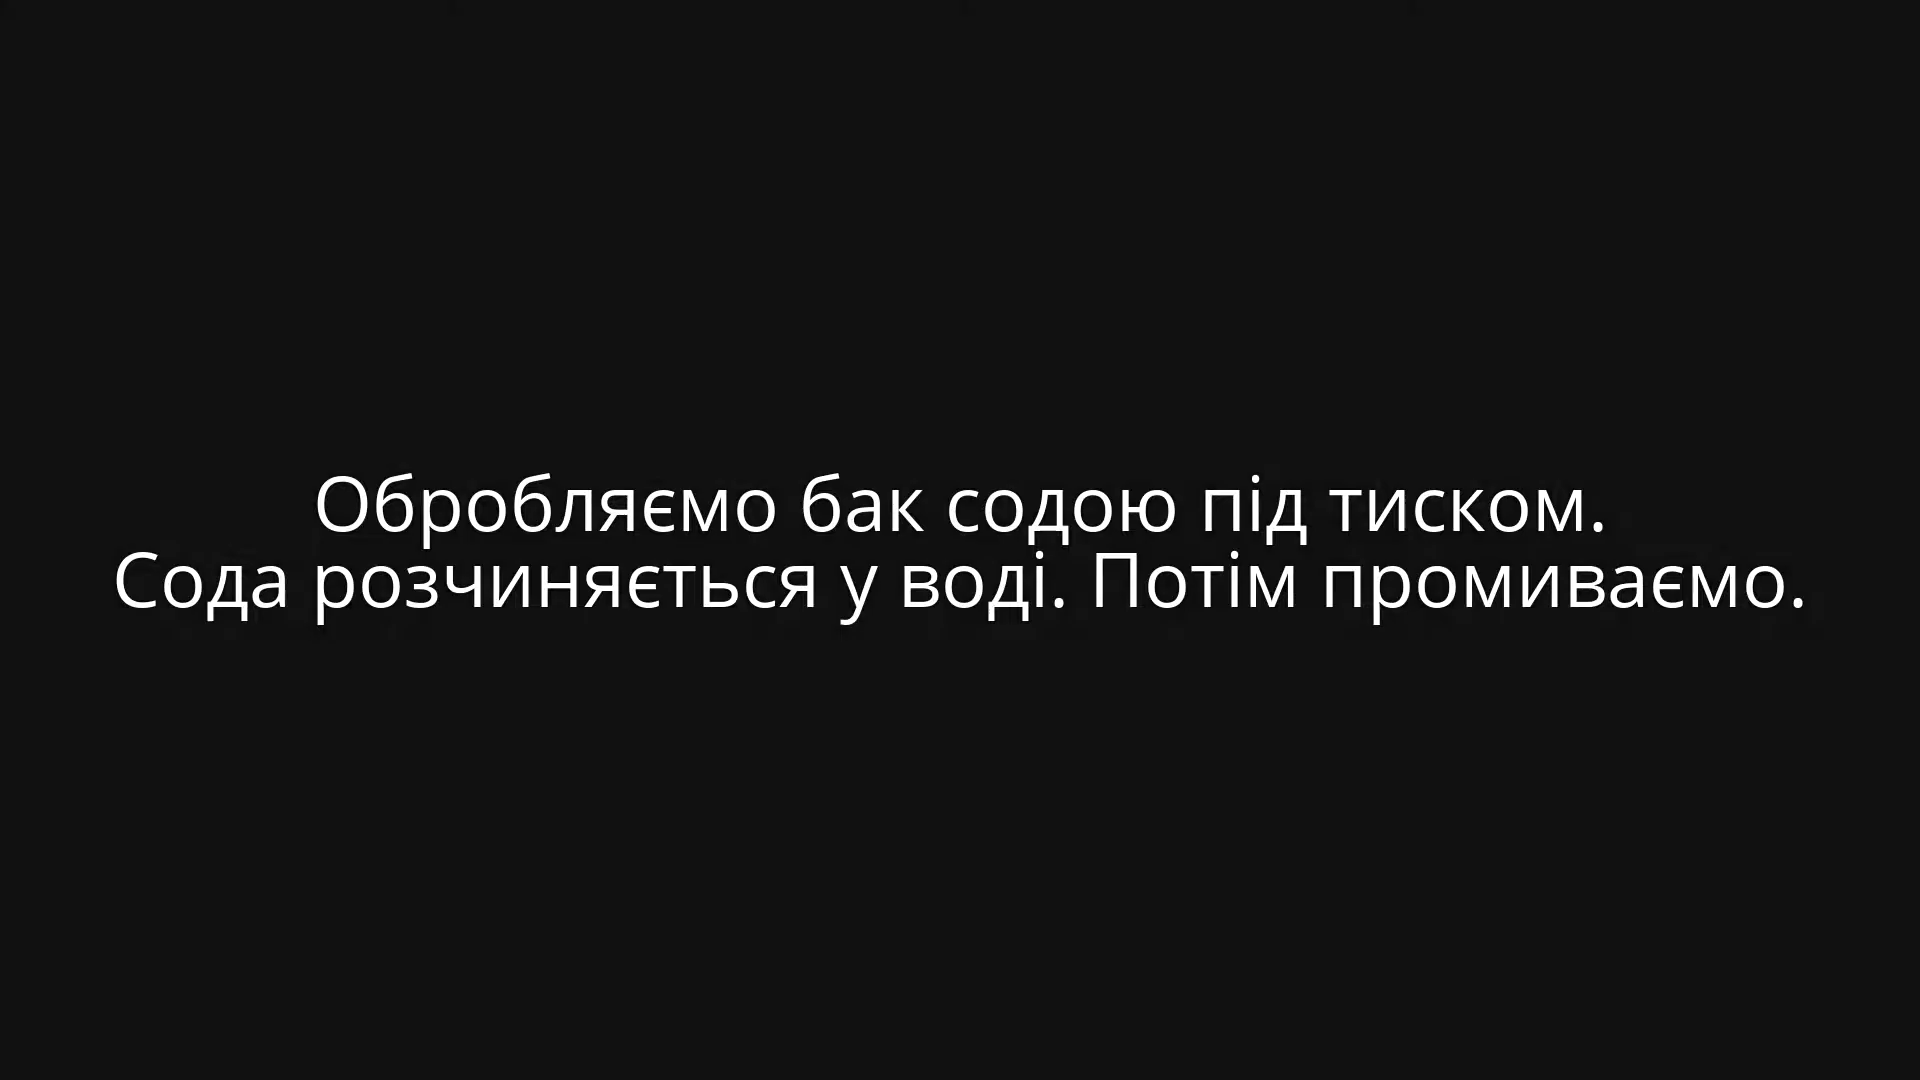 Обробляємо бак содою під тиском.
Сода розчиняється у воді. Потім промиваємо.